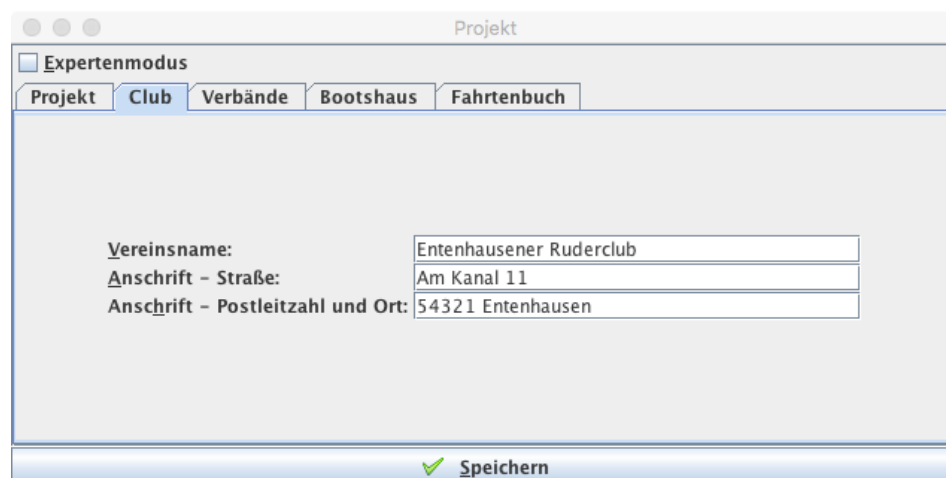 Projekt
Expertenmodus
Projekt Club Verbände Bootshaus Fahrtenbuch
Vereinsname: Entenhausener Ruderclub
Anschrift – Straße: Am Kanal 11
Anschrift – Postleitzahl und Ort: 54321 Entenhausen
Speichern